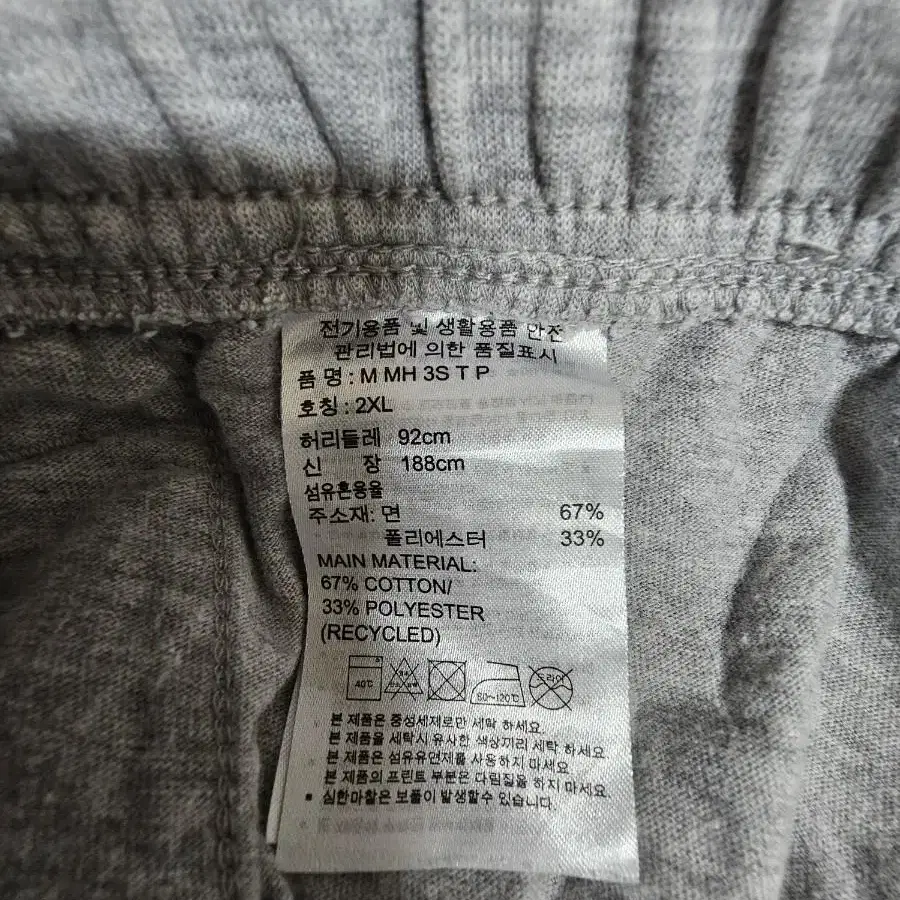 전기용품 및 생활용품 안전
관리법에 의한 품질표시
품 명 : M MH 3S T P
호칭 : 2XL
허리둘레 92cm
신 장 188cm
섬유혼용율
주소재: 면 67%
폴리에스터 33%
MAIN MATERIAL:
67% COTTON/
33% POLYESTER
(RECYCLED)
40℃ 80~120℃ 드라이
본 제품은 중성세제로만 세탁 하세요.
본 제품을 세탁시 유사한 색상끼리 세탁 하세요.
본 제품은 섬유유연제를 사용하지 마세요.
본 제품의 프린트 부분은 다림질을 하지 마세요.
■ 심한마찰은 보풀이 발생할수 있습니다.